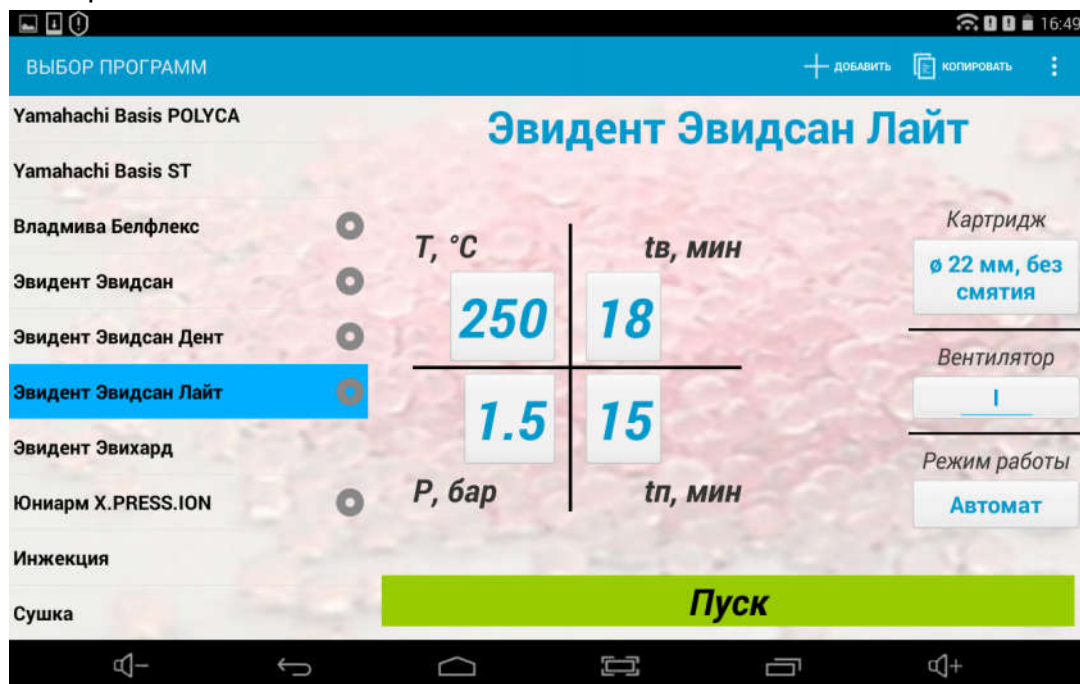 16:49
ВЫБОР ПРОГРАММ
ДОБАВИТЬ
КОПИРОВАТЬ
Yamahachi Basis POLYCA
Yamahachi Basis ST
Владмива Белфлекс
Эвидент Эвидсан
Эвидент Эвидсан Дент
Эвидент Эвидсан Лайт
Эвидент Эвихард
Юниарм X.PRESS.ION
Инжекция
Сушка
Эвидент Эвидсан Лайт
T, °C
tв, мин
250
18
1.5
15
P, бар
tп, мин
Картридж
ø 22 мм, без
смятия
Вентилятор
I
Режим работы
Автомат
Пуск